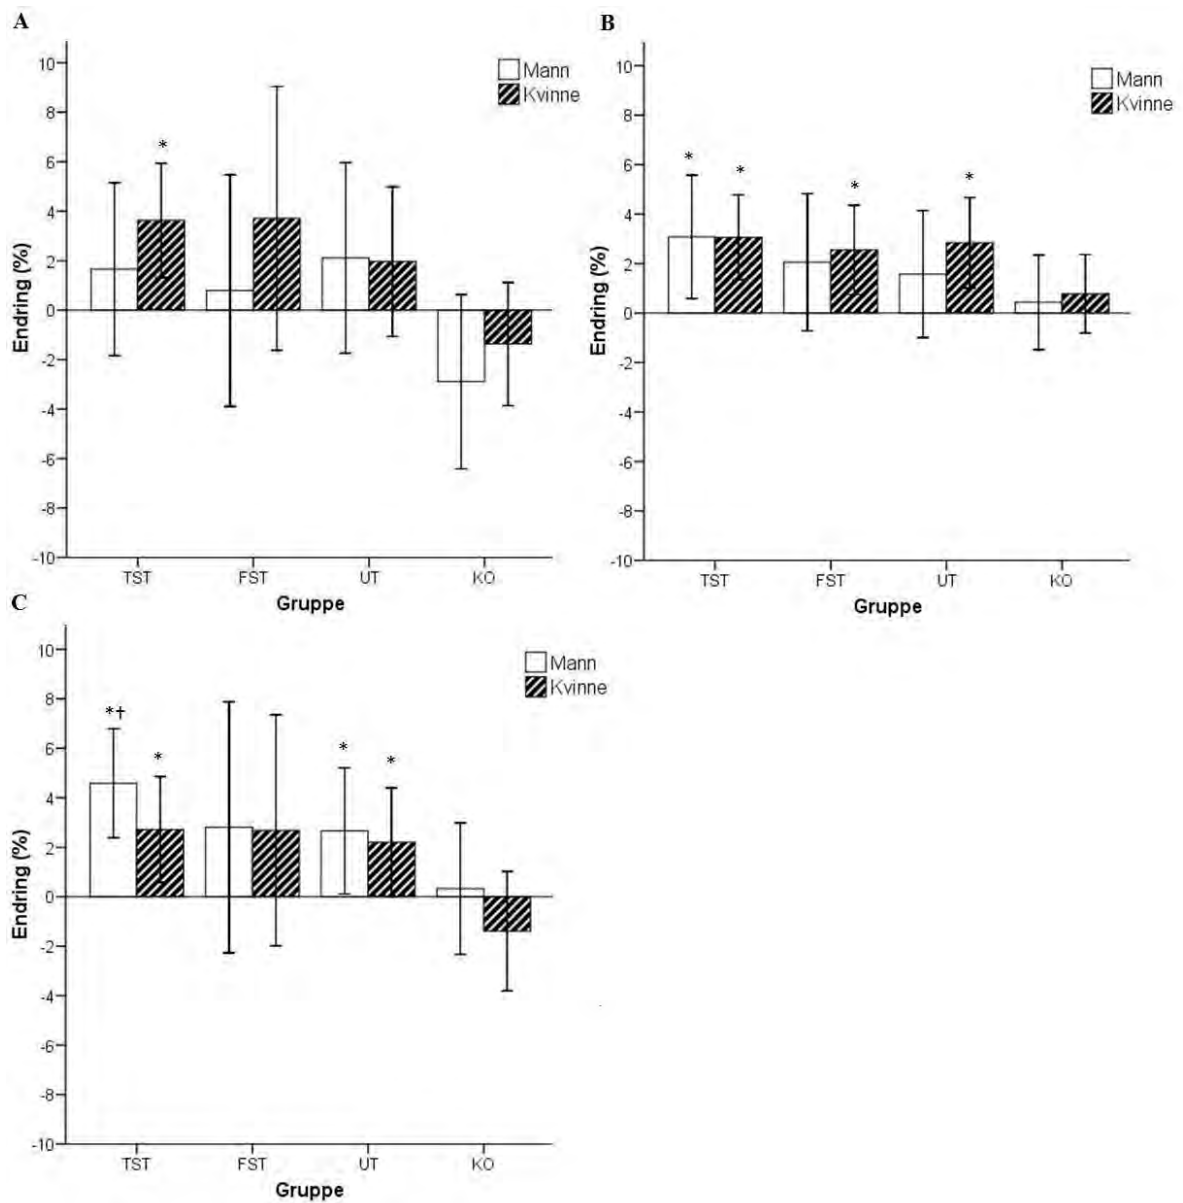 A
Endring (%)
10
8
6
4
2
0
-2
-4
-6
-8
-10
Mann
Kvinne
*
TST FST UT KO
Gruppe
B
Endring (%)
10
8
6
4
2
0
-2
-4
-6
-8
-10
Mann
Kvinne
* * * *
TST FST UT KO
Gruppe
C
Endring (%)
10
8
6
4
2
0
-2
-4
-6
-8
-10
Mann
Kvinne
*† * * *
TST FST UT KO
Gruppe